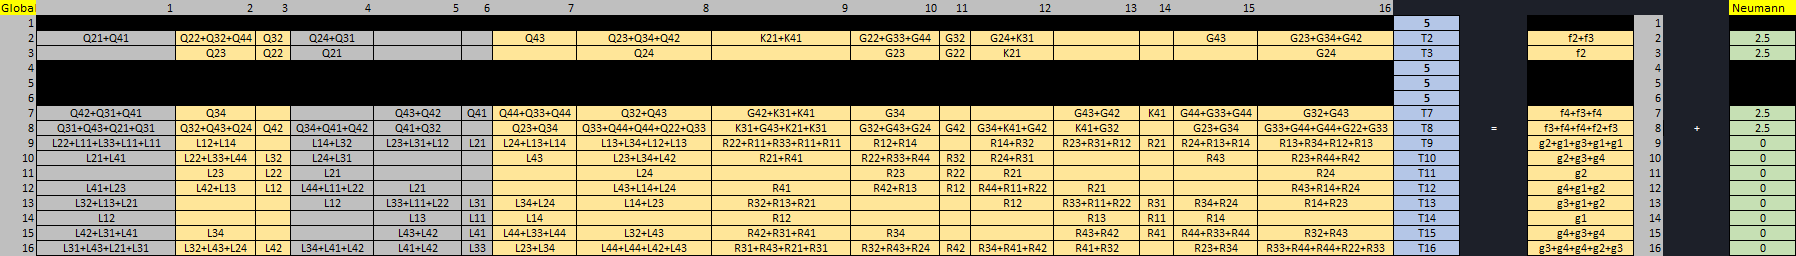 Global 1 2 3 4 5 6 7 8 9 10 11 12 13 14 15 16 Neumann
1 5 1
2 Q21+Q41 Q22+Q32+Q44 Q32 Q24+Q31 Q43 Q23+Q34+Q42 K21+K41 G22+G33+G44 G32 G24+K31 G43 G23+G34+G42 T2 f2+f3 2 2.5
3 Q23 Q22 Q21 Q24 G23 G22 K21 G24 T3 f2 3 2.5
4 5 4
5 5 5
6 5 6
7 Q42+Q31+Q41 Q34 Q43+Q42 Q41 Q44+Q33+Q44 Q32+Q43 G42+K31+K41 G34 G43+G42 K41 G44+G33+G44 G32+G43 T7 f4+f3+f4 7 2.5
8 Q31+Q43+Q21+Q31 Q32+Q43+Q24 Q42 Q34+Q41+Q42 Q41+Q32 Q23+Q34 Q33+Q44+Q44+Q22+Q33 K31+G43+K21+K31 G32+G43+G24 G42 G34+K41+G42 K41+G32 G23+G34 G33+G44+G44+G22+G33 T8 = f3+f4+f4+f2+f3 8 + 2.5
9 L22+L11+L33+L11+L11 L12+L14 L14+L32 L23+L31+L12 L21 L24+L13+L14 L13+L34+L12+L13 R22+R11+R33+R11+R11 R12+R14 R14+R32 R23+R31+R12 R21 R24+R13+R14 R13+R34+R12+R13 T9 g2+g1+g3+g1+g1 9 0
10 L21+L41 L22+L33+L44 L32 L24+L31 L43 L23+L34+L42 R21+R41 R22+R33+R44 R32 R24+R31 R43 R23+R44+R42 T10 g2+g3+g4 10 0
11 L23 L22 L21 L24 R23 R22 R21 R24 T11 g2 11 0
12 L41+L23 L42+L13 L12 L44+L11+L22 L21 L43+L14+L24 R41 R42+R13 R12 R44+R11+R22 R21 R43+R14+R24 T12 g4+g1+g2 12 0
13 L32+L13+L21 L12 L33+L11+L22 L31 L34+L24 L14+L23 R32+R13+R21 R12 R33+R11+R22 R31 R34+R24 R14+R23 T13 g3+g1+g2 13 0
14 L12 L13 L11 L14 R12 R13 R11 R14 T14 g1 14 0
15 L42+L31+L41 L34 L43+L42 L41 L44+L33+L44 L32+L43 R42+R31+R41 R34 R43+R42 R41 R44+R33+R44 R32+R43 T15 g4+g3+g4 15 0
16 L31+L43+L21+L31 L32+L43+L24 L42 L34+L41+L42 L41+L42 L33 L23+L34 L44+L44+L42+L43 R31+R43+R21+R31 R32+R43+R24 R42 R34+R41+R42 R41+R32 R23+R34 R33+R44+R44+R22+R33 T16 g3+g4+g4+g2+g3 16 0